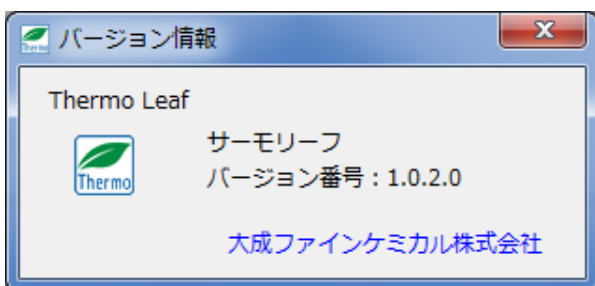 バージョン情報
Thermo Leaf
Thermo
サーモリーフ
バージョン番号 : 1.0.2.0
大成ファインケミカル株式会社